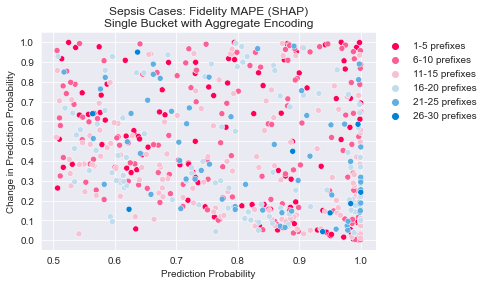 Sepsis Cases: Fidelity MAPE (SHAP)
Single Bucket with Aggregate Encoding
Change in Prediction Probability
1.0
0.9
0.8
0.7
0.6
0.5
0.4
0.3
0.2
0.1
0.0
0.5 0.6 0.7 0.8 0.9 1.0
Prediction Probability
1-5 prefixes
6-10 prefixes
11-15 prefixes
16-20 prefixes
21-25 prefixes
26-30 prefixes